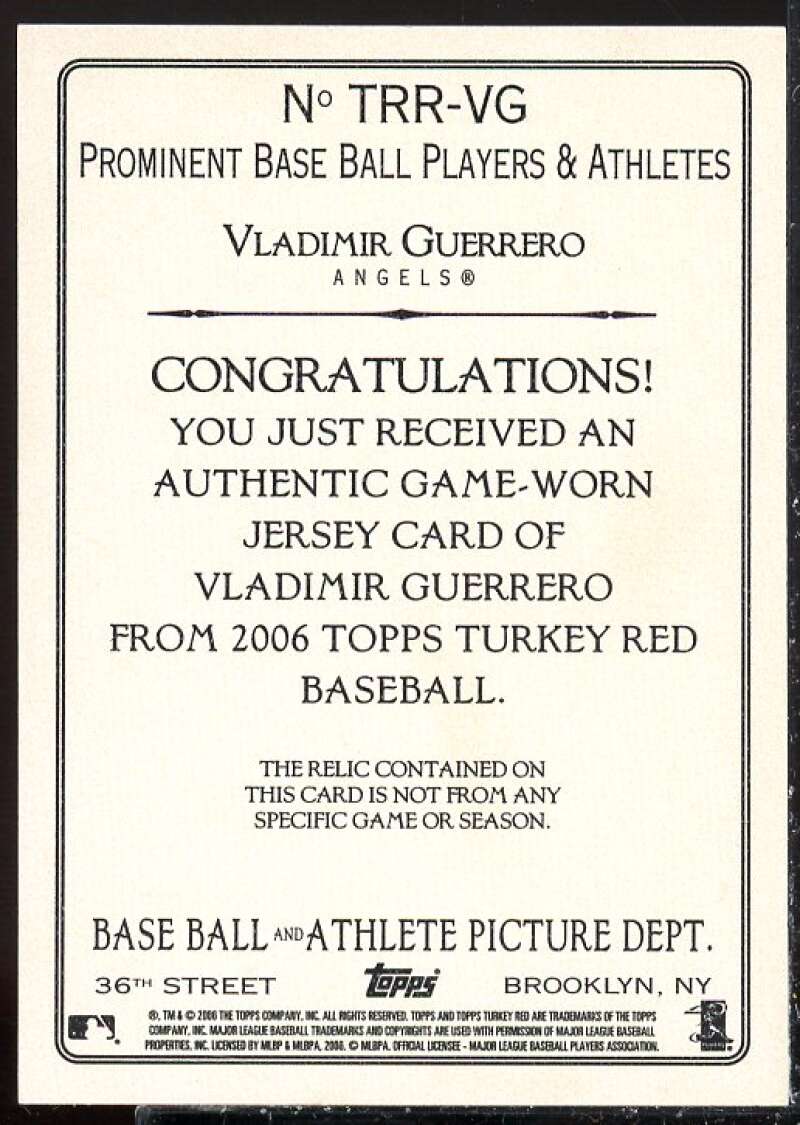 Nº TRR-VG
PROMINENT BASE BALL PLAYERS & ATHLETES
VLADIMIR GUERRERO
ANGELS®
CONGRATULATIONS!
YOU JUST RECEIVED AN
AUTHENTIC GAME-WORN
JERSEY CARD OF
VLADIMIR GUERRERO
FROM 2006 TOPPS TURKEY RED
BASEBALL.
THE RELIC CONTAINED ON
THIS CARD IS NOT FROM ANY
SPECIFIC GAME OR SEASON.
BASE BALL AND ATHLETE PICTURE DEPT.
36TH STREET topps® BROOKLYN, NY
®, TM & © 2006 THE TOPPS COMPANY, INC. ALL RIGHTS RESERVED. TOPPS AND TOPPS TURKEY RED ARE TRADEMARKS OF THE TOPPS
COMPANY, INC. MAJOR LEAGUE BASEBALL TRADEMARKS AND COPYRIGHTS ARE USED WITH PERMISSION OF MAJOR LEAGUE BASEBALL
PROPERTIES, INC. LICENSED BY MLBP & MLBPA, 2006. © MLBPA. OFFICIAL LICENSEE - MAJOR LEAGUE BASEBALL PLAYERS ASSOCIATION.